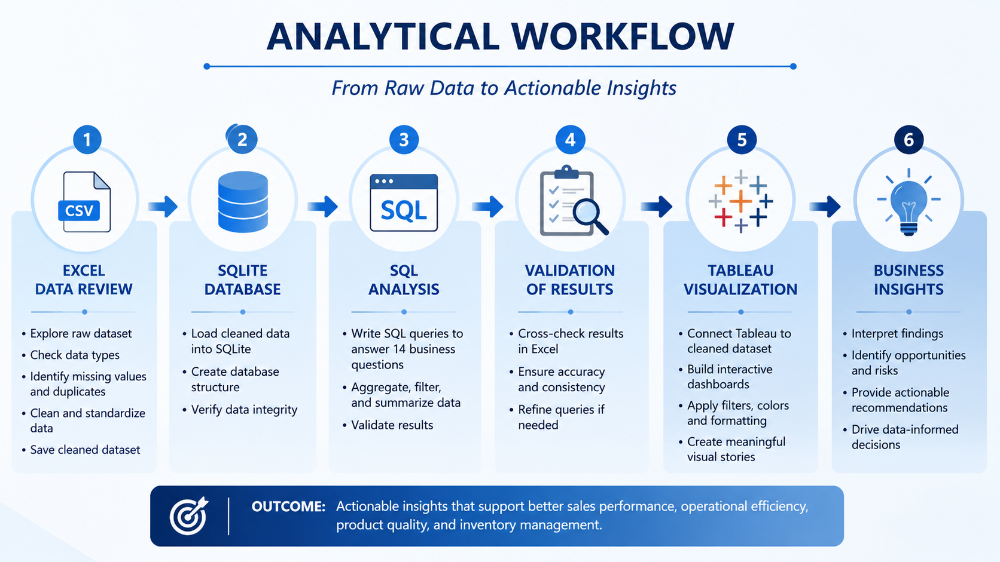 ANALYTICAL WORKFLOW
From Raw Data to Actionable Insights
1
CSV
EXCEL
DATA REVIEW
• Explore raw dataset
• Check data types
• Identify missing values
and duplicates
• Clean and standardize
data
• Save cleaned dataset
2
SQLITE
DATABASE
• Load cleaned data
into SQLite
• Create database
structure
• Verify data integrity
3
SQL
SQL
ANALYSIS
• Write SQL queries to
answer 14 business
questions
• Aggregate, filter,
and summarize data
• Validate results
4
VALIDATION
OF RESULTS
• Cross-check results
in Excel
• Ensure accuracy
and consistency
• Refine queries if
needed
5
TABLEAU
VISUALIZATION
• Connect Tableau to
cleaned dataset
• Build interactive
dashboards
• Apply filters, colors
and formatting
• Create meaningful
visual stories
6
BUSINESS
INSIGHTS
• Interpret findings
• Identify opportunities
and risks
• Provide actionable
recommendations
• Drive data-informed
decisions
OUTCOME: Actionable insights that support better sales performance, operational efficiency,
product quality, and inventory management.